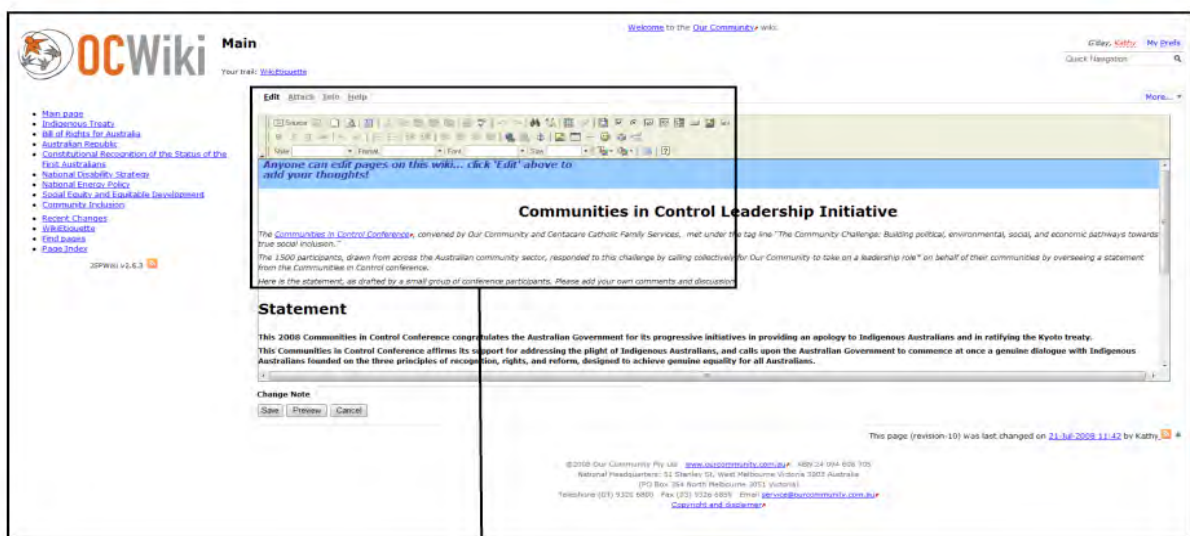 Welcome to the Our Community wiki.
OCWiki
Main
G'day, Kathy My Prefs
Quick Navigation
Your trail: WikiEtiquette
Edit Attach Info Help
More...
Main page
Indigenous Treaty
Bill of Rights for Australia
Australian Republic
Constitutional Recognition of the Status of the
First Australians
National Disability Strategy
National Energy Policy
Social Equity and Equitable Development
Community Inclusion
Recent Changes
WikiEtiquette
Find pages
Page Index
JSPWiki v2.6.3
Source
Style Format Font Size
Anyone can edit pages on this wiki... click 'Edit' above to
add your thoughts!
Communities in Control Leadership Initiative
The Communities in Control Conference, convened by Our Community and Centacare Catholic Family Services, met under the tag line "The Community Challenge: Building political, environmental, social, and economic pathways towards
true social inclusion."
The 1500 participants, drawn from across the Australian community sector, responded to this challenge by calling collectively for Our Community to take on a leadership role" on behalf of their communities by overseeing a statement
from the Communities in Control conference.
Here is the statement, as drafted by a small group of conference participants. Please add your own comments and discussion
Statement
This 2008 Communities in Control Conference congratulates the Australian Government for its progressive initiatives in providing an apology to Indigenous Australians and in ratifying the Kyoto treaty.
This Communities in Control Conference affirms its support for addressing the plight of Indigenous Australians, and calls upon the Australian Government to commence at once a genuine dialogue with Indigenous
Australians founded on the three principles of recognition, rights, and reform, designed to achieve genuine equality for all Australians.
Change Note
Save Preview Cancel
This page (revision-10) was last changed on 21-Jul-2008 11:42 by Kathy
©2008 Our Community Pty Ltd www.ourcommunity.com.au ABN 24 094 608 705
National Headquarters: 51 Stanley St, West Melbourne Victoria 3003 Australia
(PO Box 354 North Melbourne 3051 Victoria)
Telephone (03) 9326 6800 Fax (03) 9326 6859 Email service@ourcommunity.com.au
Copyright and disclaimer